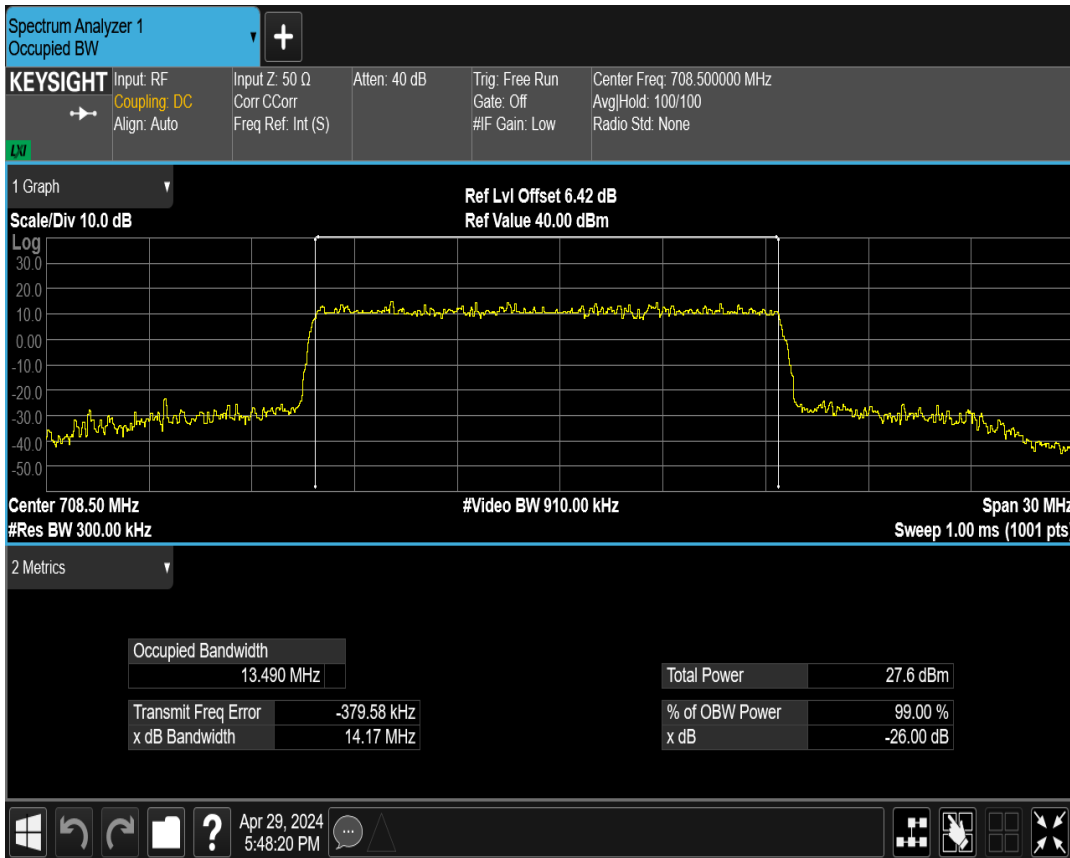 Spectrum Analyzer 1
Occupied BW
KEYSIGHT
LXI
Input: RF
Coupling: DC
Align: Auto
Input Z: 50 Ω
Corr CCorr
Freq Ref: Int (S)
Atten: 40 dB
Trig: Free Run
Gate: Off
#IF Gain: Low
Center Freq: 708.500000 MHz
Avg|Hold: 100/100
Radio Std: None
1 Graph
Ref Lvl Offset 6.42 dB
Scale/Div 10.0 dB
Ref Value 40.00 dBm
Log
30.0
20.0
10.0
0.00
-10.0
-20.0
-30.0
-40.0
-50.0
Center 708.50 MHz
#Video BW 910.00 kHz
Span 30 MHz
#Res BW 300.00 kHz
Sweep 1.00 ms (1001 pts)
2 Metrics
Occupied Bandwidth
13.490 MHz
Total Power 27.6 dBm
Transmit Freq Error -379.58 kHz
% of OBW Power 99.00 %
x dB Bandwidth 14.17 MHz
x dB -26.00 dB
?
Apr 29, 2024
5:48:20 PM